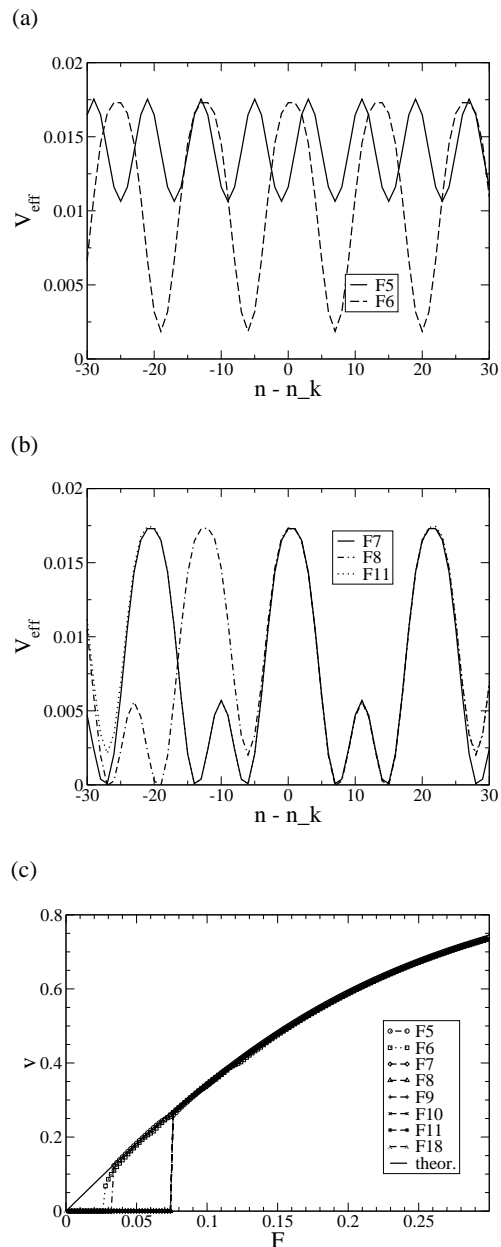 (a)
0.02
0.015
0.01
0.005
0
V_eff
-30 -20 -10 0 10 20 30
n - n_k
F5
F6
(b)
0.02
0.015
0.01
0.005
0
V_eff
-30 -20 -10 0 10 20 30
n - n_k
F7
F8
F11
(c)
0.8
0.6
0.4
0.2
0
v
0 0.05 0.1 0.15 0.2 0.25
F
F5
F6
F7
F8
F9
F10
F11
F18
theor.